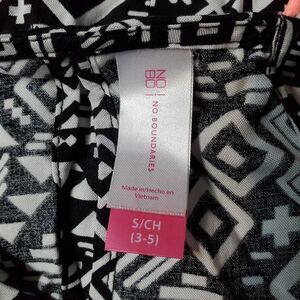 NO
BO
NO BOUNDARIES
Made in/Hecho en
Vietnam
S/CH
(3-5)